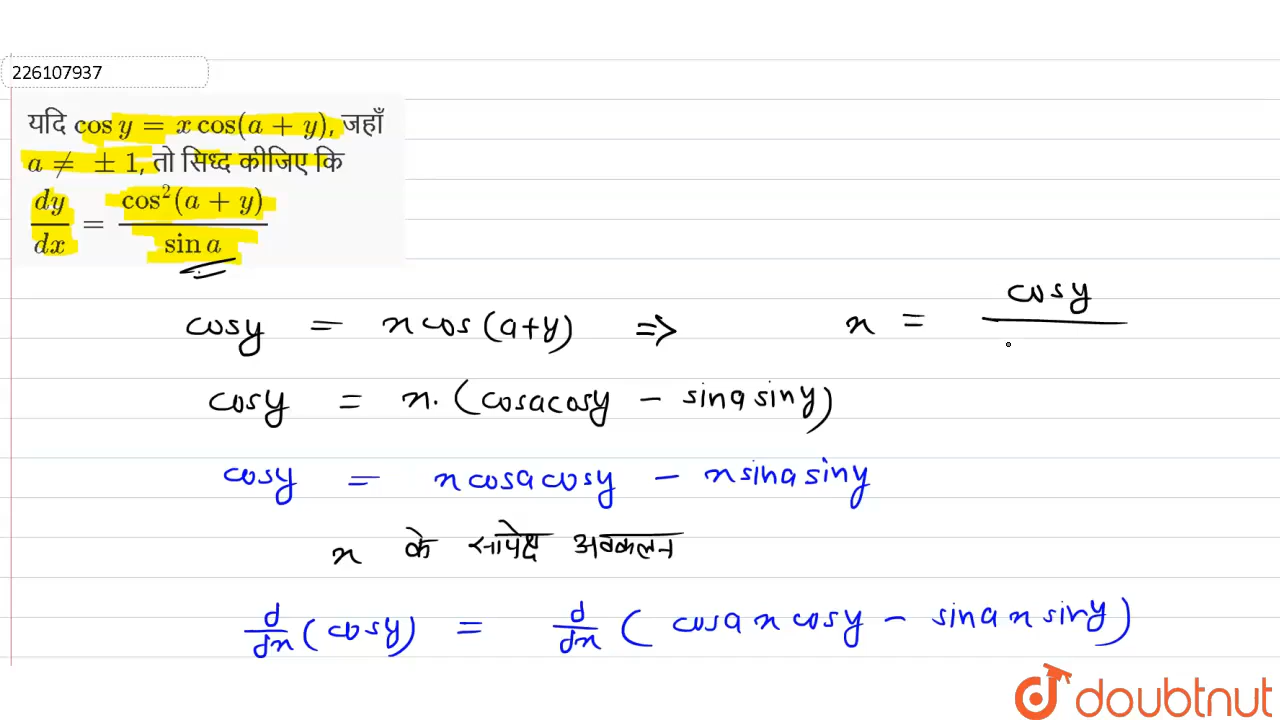 226107937
यदि cos y = x cos(a + y), जहाँ
a ≠ ±1, तो सिध्द कीजिए कि
dy/dx = cos²(a + y)/sin a
cosy = x cos (a+y) ⇒ x = cosy
cosy = x. (cosacosy - sinasiny)
cosy = xcosacosy - xsinasiny
x के सापेक्ष अवकलन
d/dx (cosy) = d/dx ( cosa x cosy - sina x siny)
doubtnut